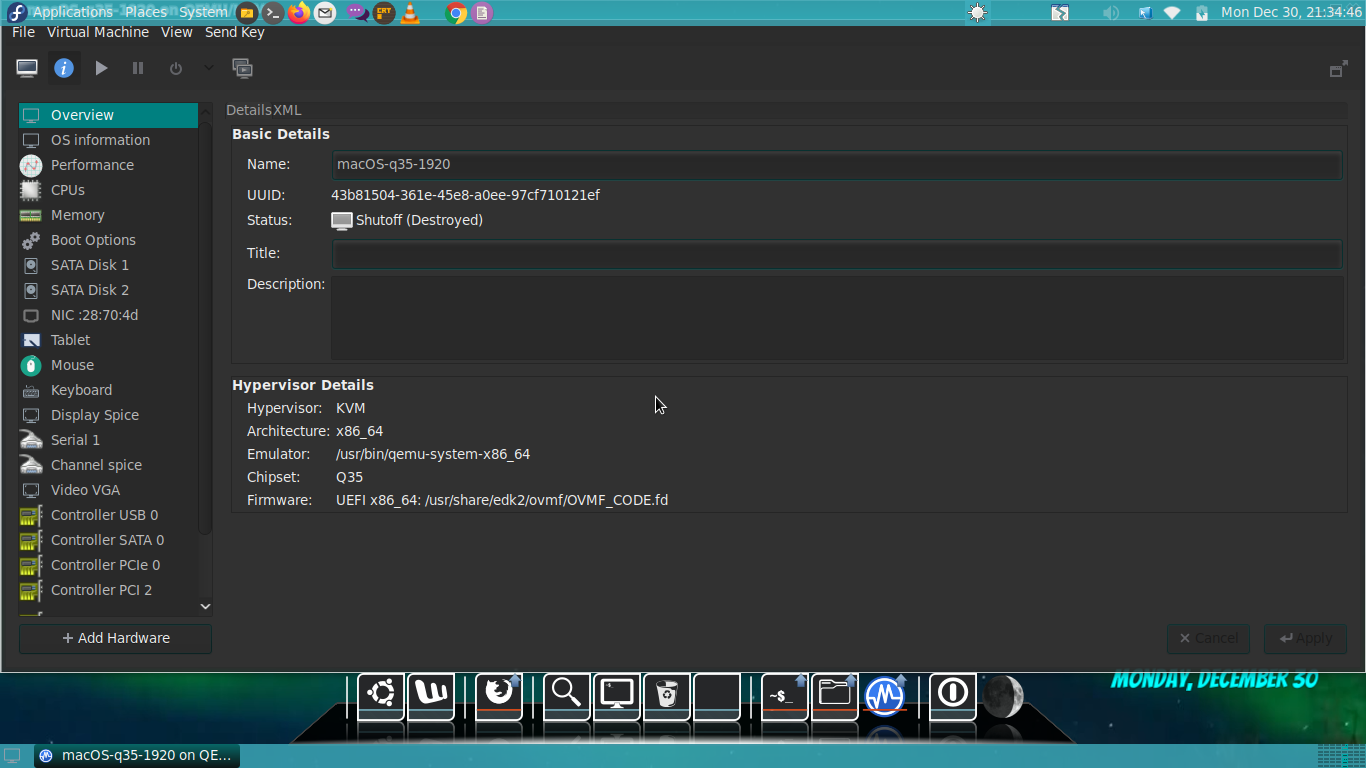 Applications Places System Mon Dec 30, 21:34:46
File Virtual Machine View Send Key
Overview
OS information
Performance
CPUs
Memory
Boot Options
SATA Disk 1
SATA Disk 2
NIC :28:70:4d
Tablet
Mouse
Keyboard
Display Spice
Serial 1
Channel spice
Video VGA
Controller USB 0
Controller SATA 0
Controller PCIe 0
Controller PCI 2
Add Hardware
Details XML
Basic Details
Name: macOS-q35-1920
UUID: 43b81504-361e-45e8-a0ee-97cf710121ef
Status: Shutoff (Destroyed)
Title:
Description:
Hypervisor Details
Hypervisor: KVM
Architecture: x86_64
Emulator: /usr/bin/qemu-system-x86_64
Chipset: Q35
Firmware: UEFI x86_64: /usr/share/edk2/ovmf/OVMF_CODE.fd
Cancel Apply
MONDAY, DECEMBER 30
~$_
macOS-q35-1920 on QE...